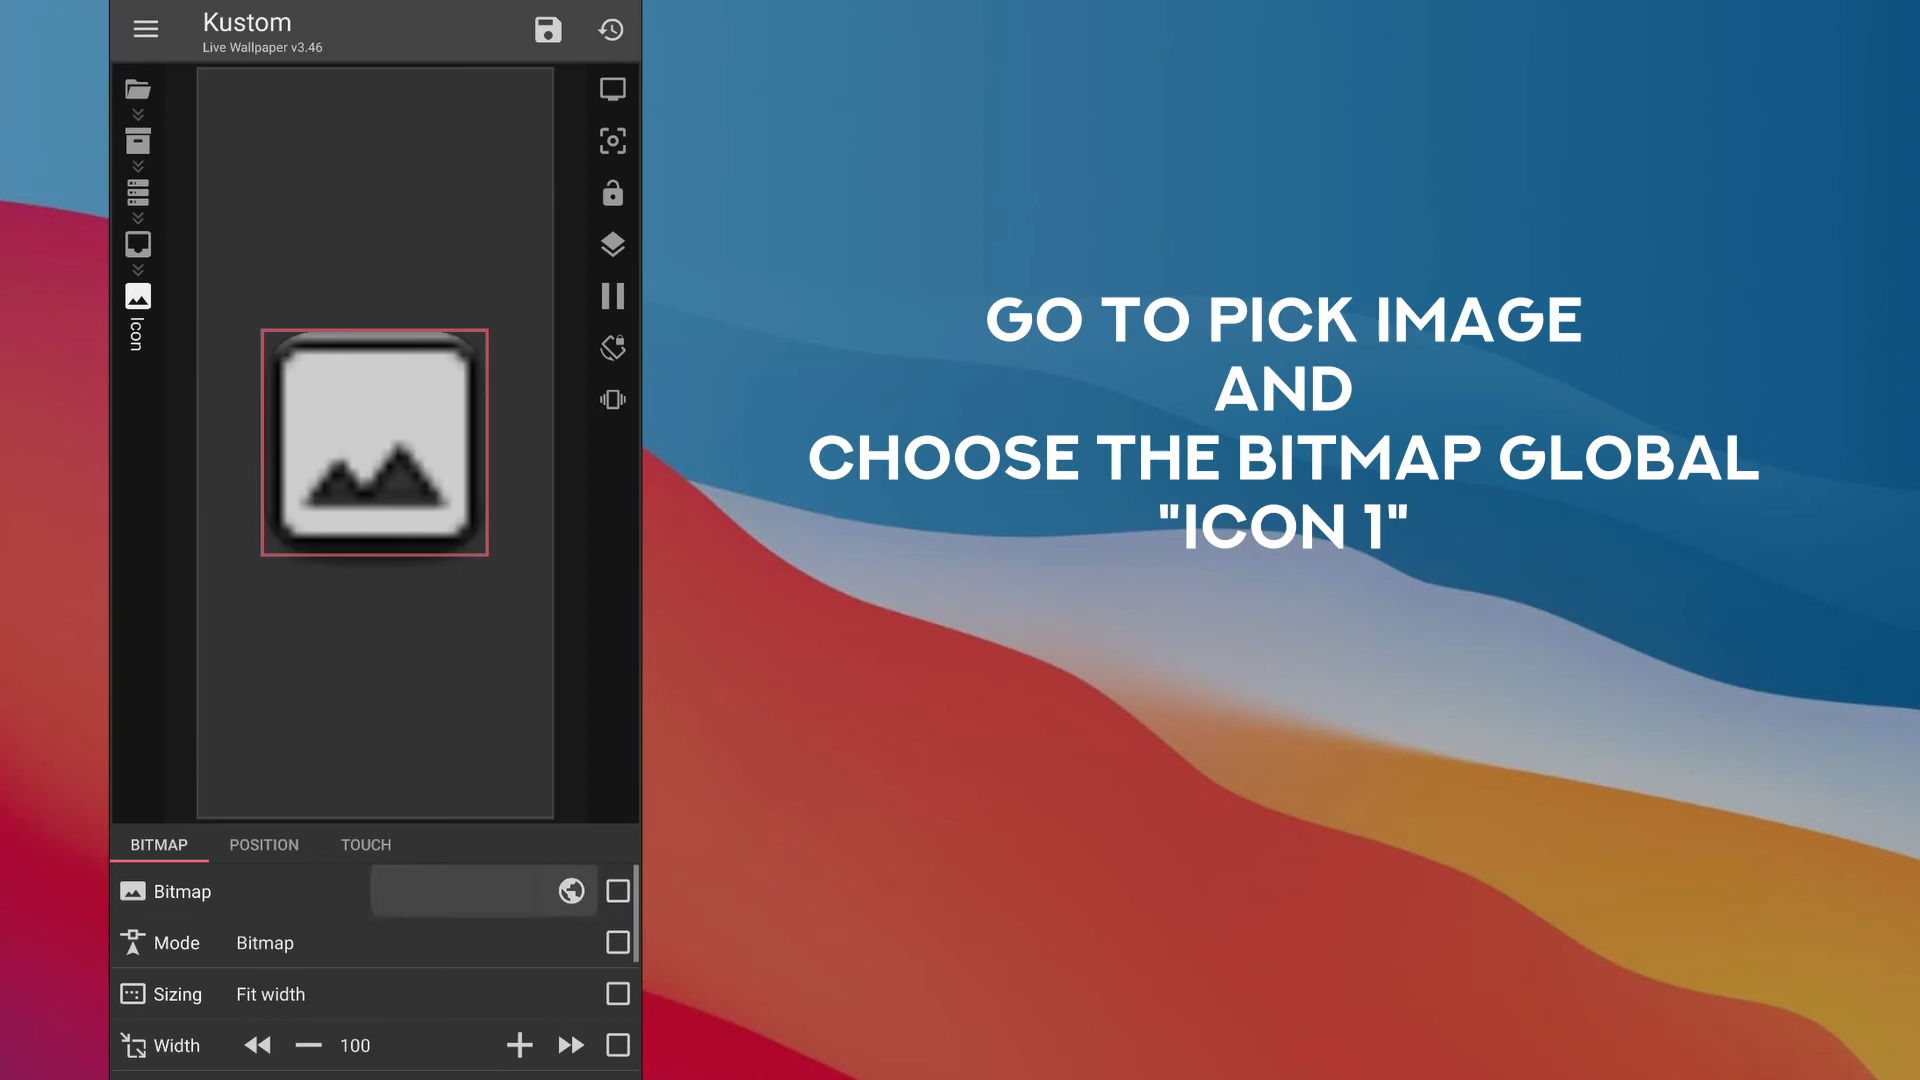 Kustom
Live Wallpaper v3.46
Icon
GO TO PICK IMAGE
AND
CHOOSE THE BITMAP GLOBAL
"ICON 1"
BITMAP POSITION TOUCH
Bitmap
Mode Bitmap
Sizing Fit width
Width 100